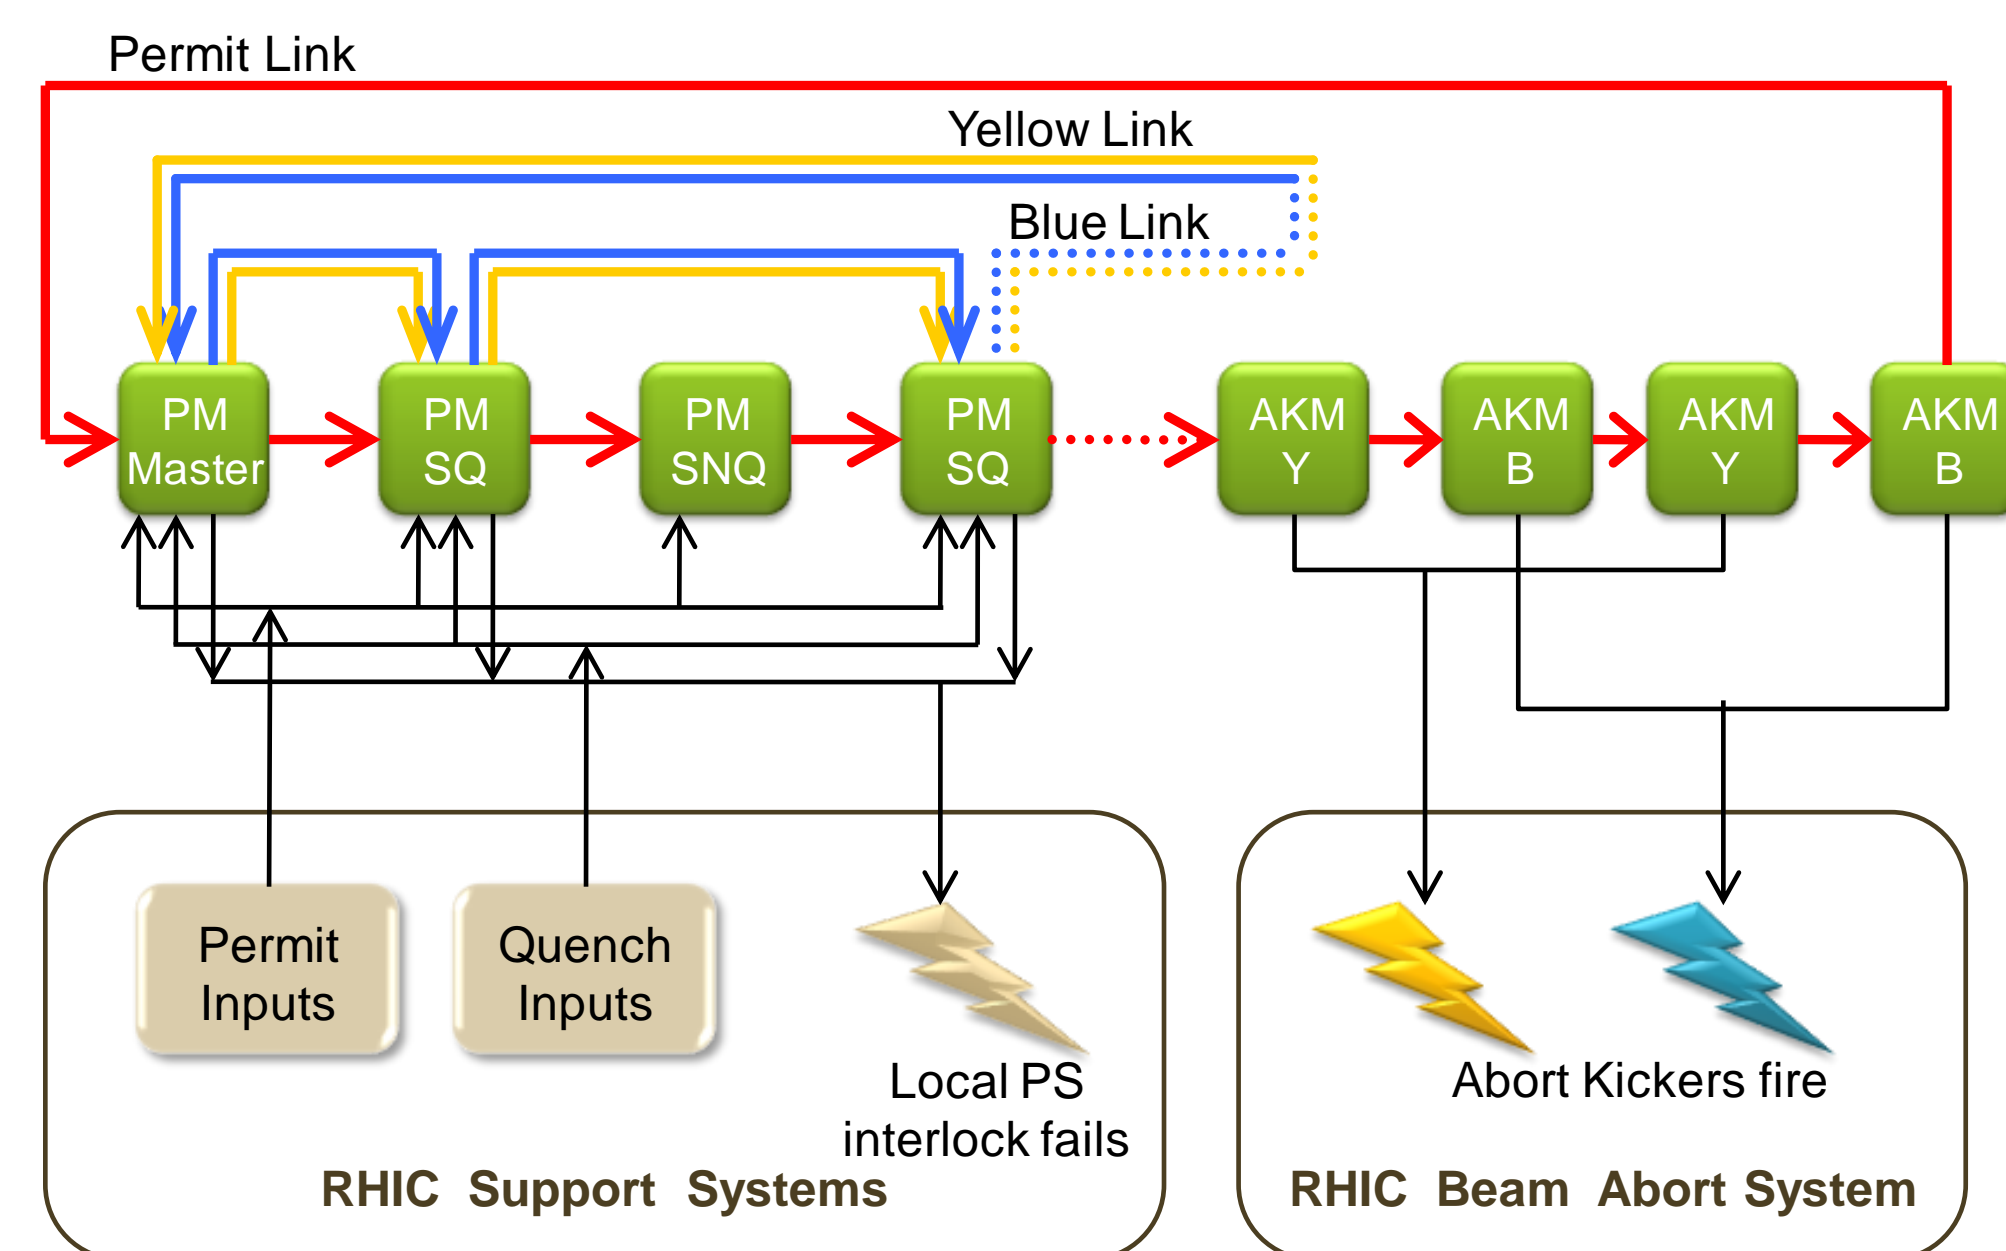 Permit Link
Yellow Link
Blue Link
PM
Master
PM
SQ
PM
SNQ
PM
SQ
AKM
Y
AKM
B
AKM
Y
AKM
B
Permit
Inputs
Quench
Inputs
Local PS
interlock fails
Abort Kickers fire
RHIC Support Systems
RHIC Beam Abort System